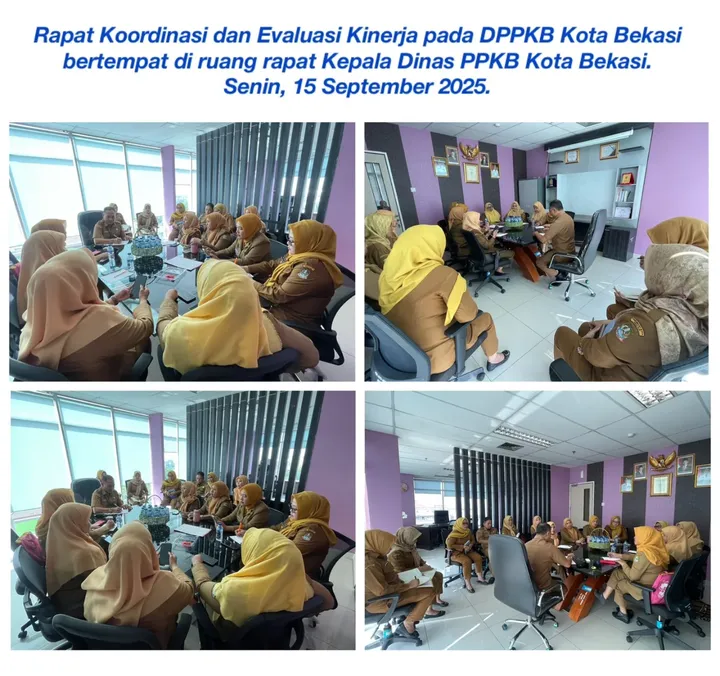 Rapat Koordinasi dan Evaluasi Kinerja pada DPPKB Kota Bekasi
bertempat di ruang rapat Kepala Dinas PPKB Kota Bekasi.
Senin, 15 September 2025.